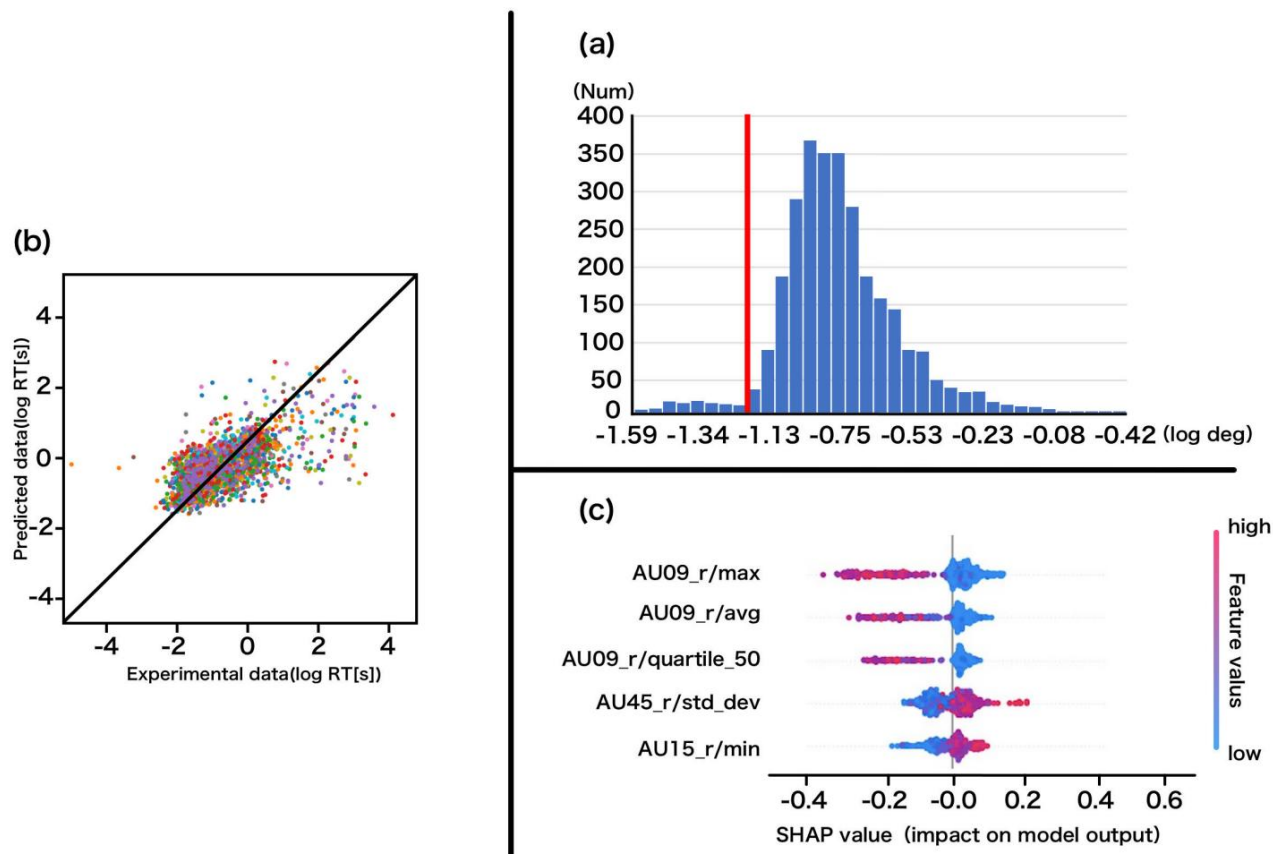 (a)
(Num)
400
350
300
250
200
150
100
50
0
-1.59 -1.34 -1.13 -0.75 -0.53 -0.23 -0.08 -0.42 (log deg)
(b)
Predicted data(log RT[s])
4
2
0
-2
-4
-4 -2 0 2 4
Experimental data(log RT[s])
(c)
AU09_r/max
AU09_r/avg
AU09_r/quartile_50
AU45_r/std_dev
AU15_r/min
-0.4 -0.2 -0.0 0.2 0.4 0.6
SHAP value (impact on model output)
high
Feature valus
low